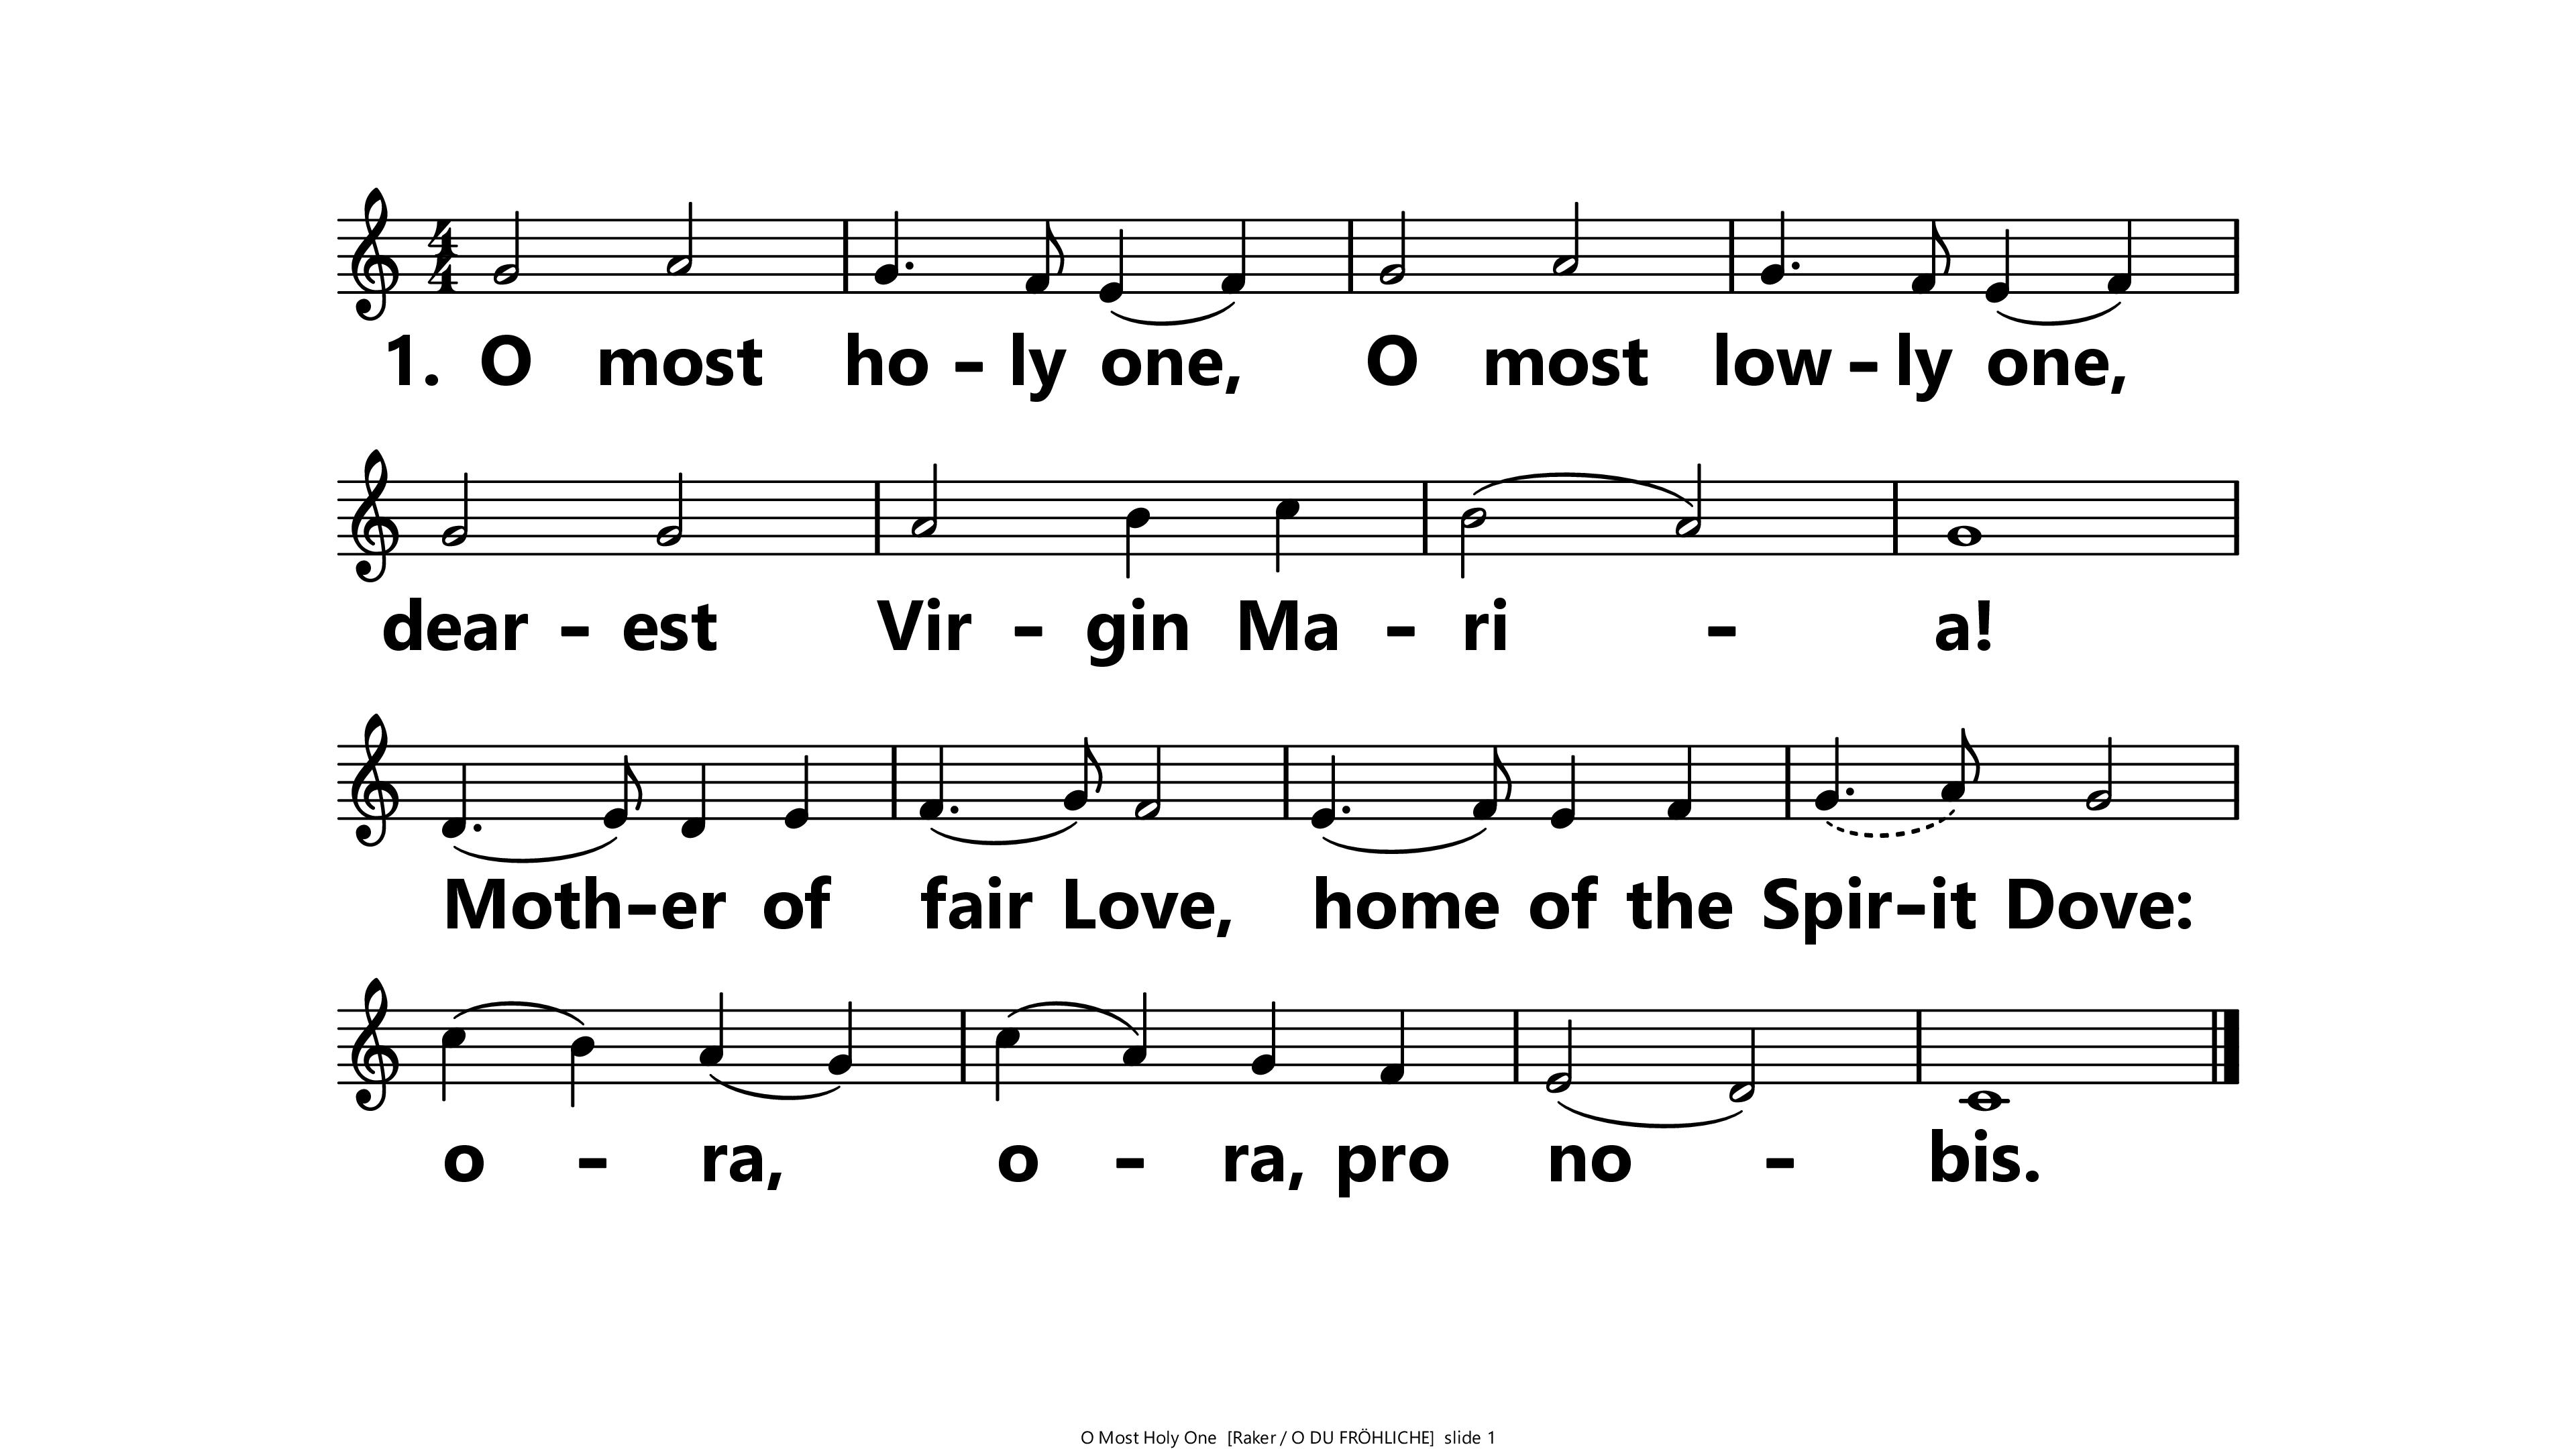 1. O most ho - ly one, O most low - ly one,
dear - est Vir - gin Ma - ri - a!
Moth-er of fair Love, home of the Spir-it Dove:
o - ra, o - ra, pro no - bis.
O Most Holy One [Raker / O DU FRÖHLICHE] slide 1